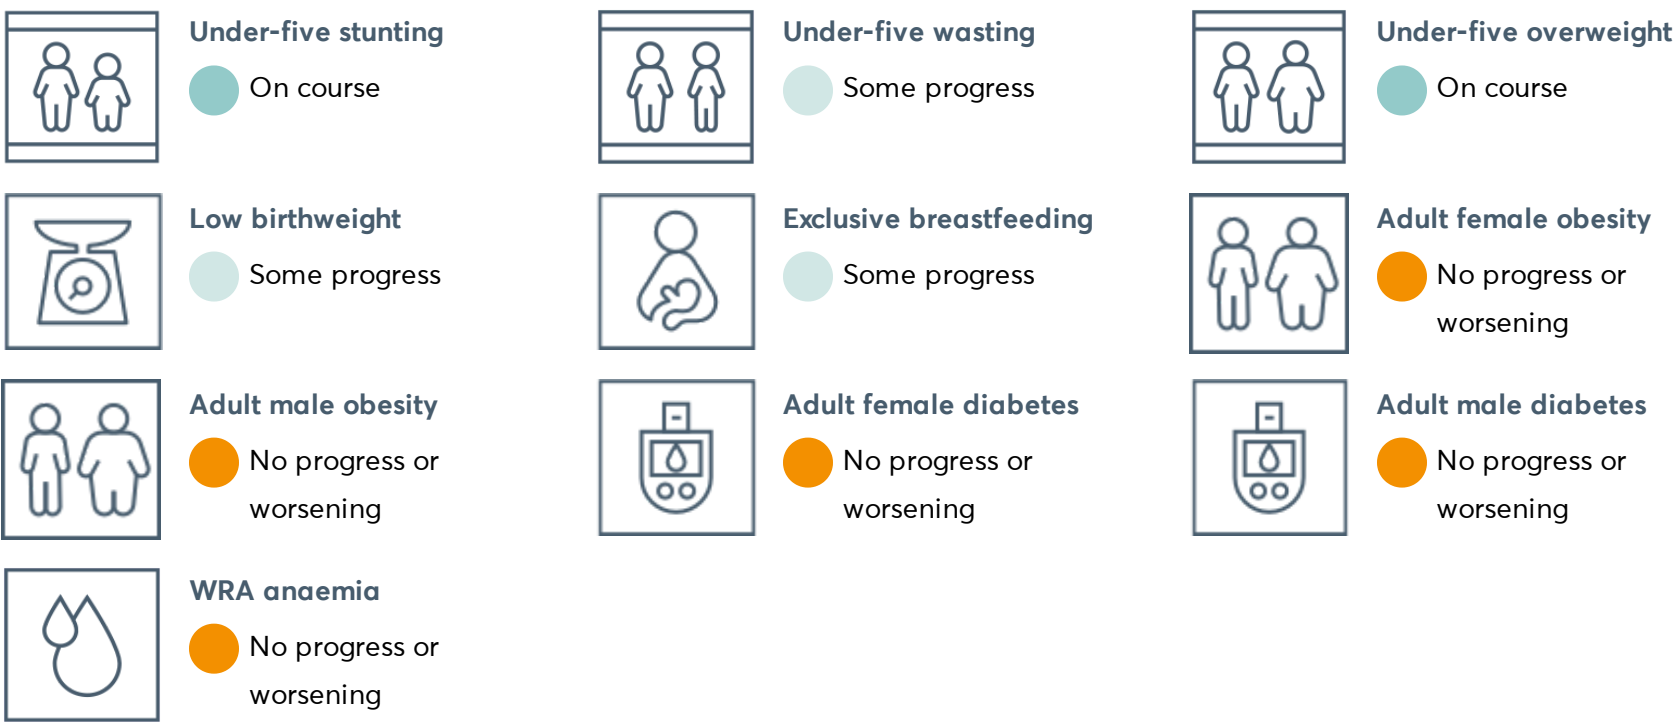 Under-five stunting
On course
Under-five wasting
Some progress
Under-five overweight
On course
Low birthweight
Some progress
Exclusive breastfeeding
Some progress
Adult female obesity
No progress or
worsening
Adult male obesity
No progress or
worsening
Adult female diabetes
No progress or
worsening
Adult male diabetes
No progress or
worsening
WRA anaemia
No progress or
worsening